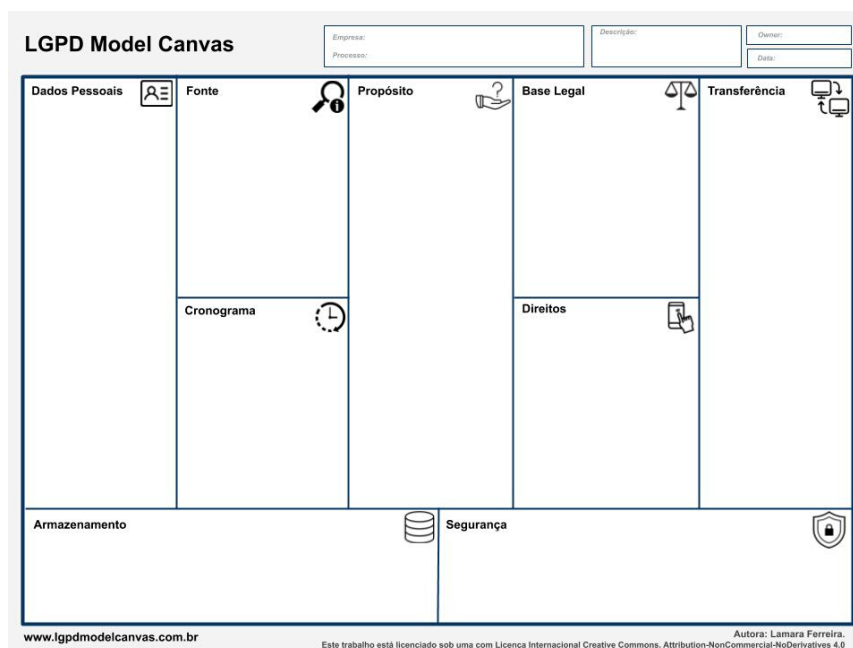 LGPD Model Canvas
Empresa:
Processo:
Descrição:
Owner:
Data:
Dados Pessoais
Fonte
Propósito
Base Legal
Transferência
Cronograma
Direitos
Armazenamento
Segurança
www.lgpdmodelcanvas.com.br
Autora: Lamara Ferreira.
Este trabalho está licenciado sob uma com Licença Internacional Creative Commons, Attribution-NonCommercial-NoDerivatives 4.0